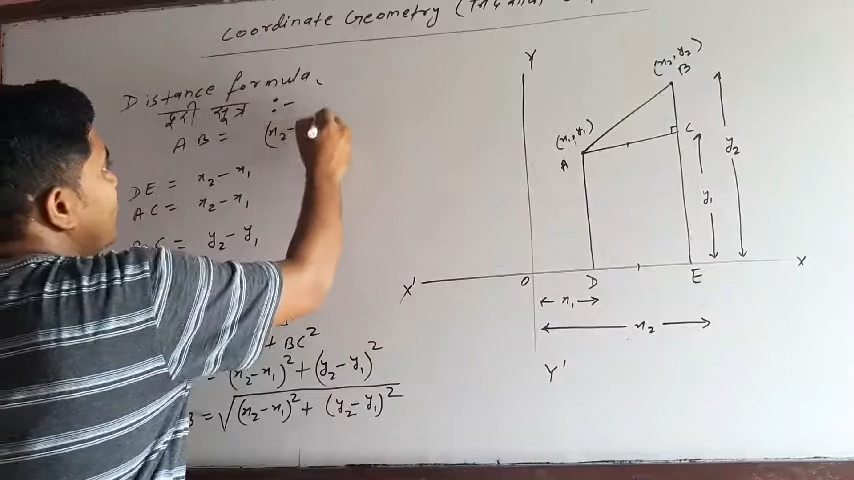 Coordinate Geometry
Distance formula,
दूरी सूत्र :-
AB = (x₂-
DE = x₂-x₁
AC = x₂-x₁
C = y₂-y₁
+ BC²
= (x₂-x₁)²+(y₂-y₁)²
B = √(x₂-x₁)²+ (y₂-y₁)²
Y
(x₂,y₂)
B
(x₁,y₁)
A
C
y₂
y₁
X'
O
D
E
X
x₁
x₂
Y'